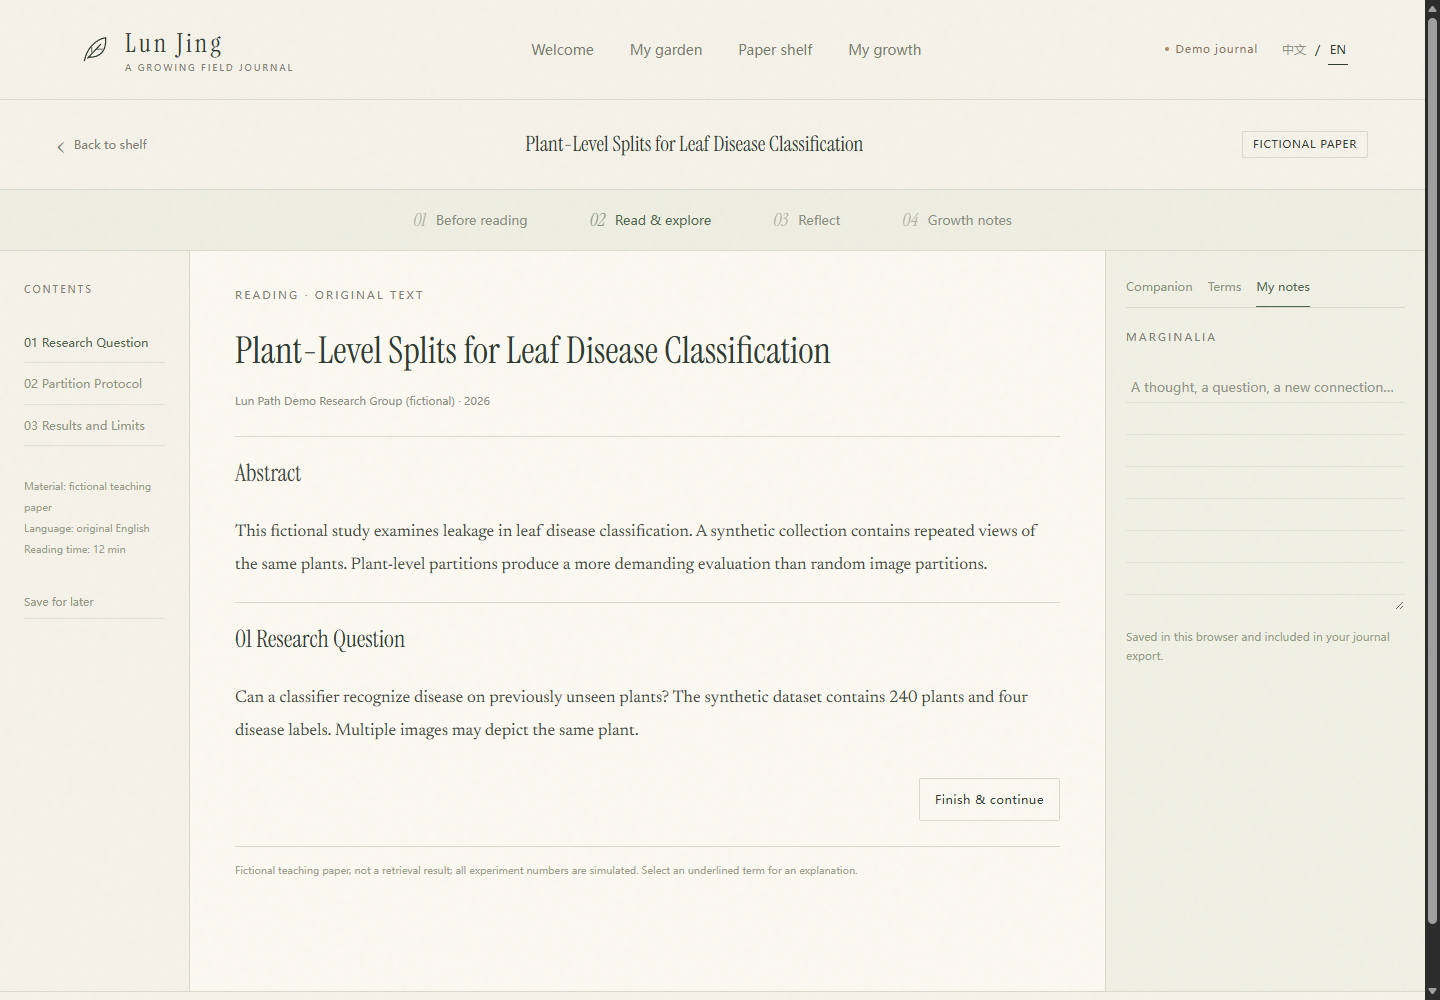 Lun Jing
A GROWING FIELD JOURNAL
Welcome
My garden
Paper shelf
My growth
Demo journal
中文 / EN
Back to shelf
Plant-Level Splits for Leaf Disease Classification
FICTIONAL PAPER
01 Before reading
02 Read & explore
03 Reflect
04 Growth notes
CONTENTS
01 Research Question
02 Partition Protocol
03 Results and Limits
Material: fictional teaching
paper
Language: original English
Reading time: 12 min
Save for later
READING · ORIGINAL TEXT
Plant-Level Splits for Leaf Disease Classification
Lun Path Demo Research Group (fictional) · 2026
Abstract
This fictional study examines leakage in leaf disease classification. A synthetic collection contains repeated views of
the same plants. Plant-level partitions produce a more demanding evaluation than random image partitions.
01 Research Question
Can a classifier recognize disease on previously unseen plants? The synthetic dataset contains 240 plants and four
disease labels. Multiple images may depict the same plant.
Finish & continue
Fictional teaching paper, not a retrieval result; all experiment numbers are simulated. Select an underlined term for an explanation.
Companion
Terms
My notes
MARGINALIA
A thought, a question, a new connection...
Saved in this browser and included in your journal
export.